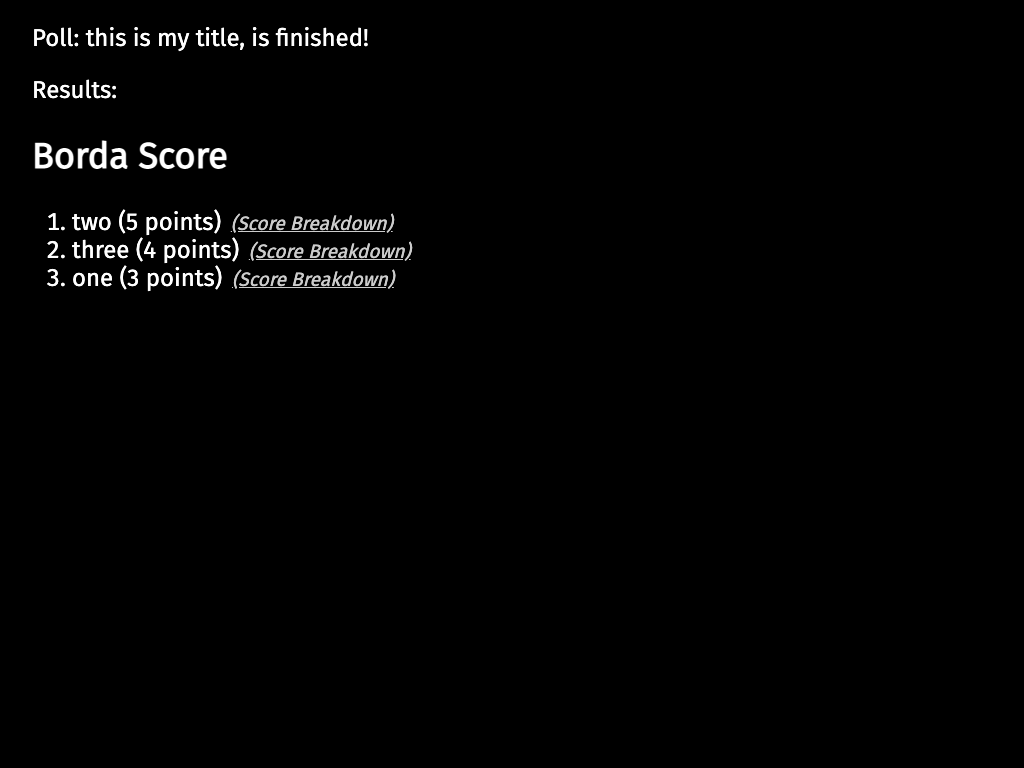 Poll: this is my title, is finished!
Results:
Borda Score
1. two (5 points) (Score Breakdown)
2. three (4 points) (Score Breakdown)
3. one (3 points) (Score Breakdown)